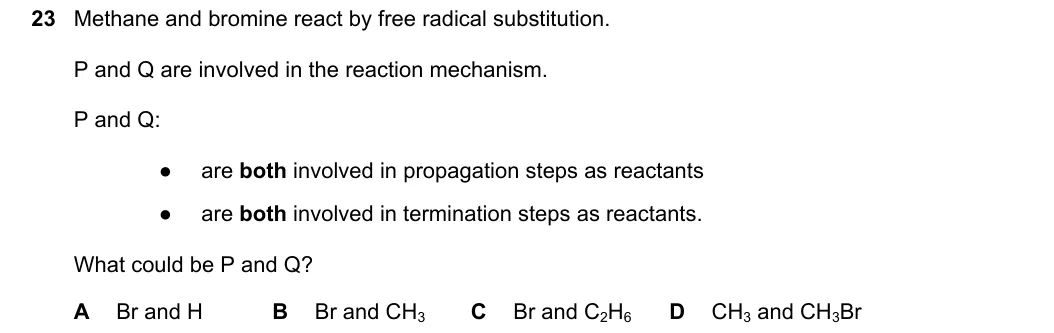 23 Methane and bromine react by free radical substitution.
P and Q are involved in the reaction mechanism.
P and Q:
● are both involved in propagation steps as reactants
● are both involved in termination steps as reactants.
What could be P and Q?
A Br and H B Br and CH₃ C Br and C₂H₆ D CH₃ and CH₃Br